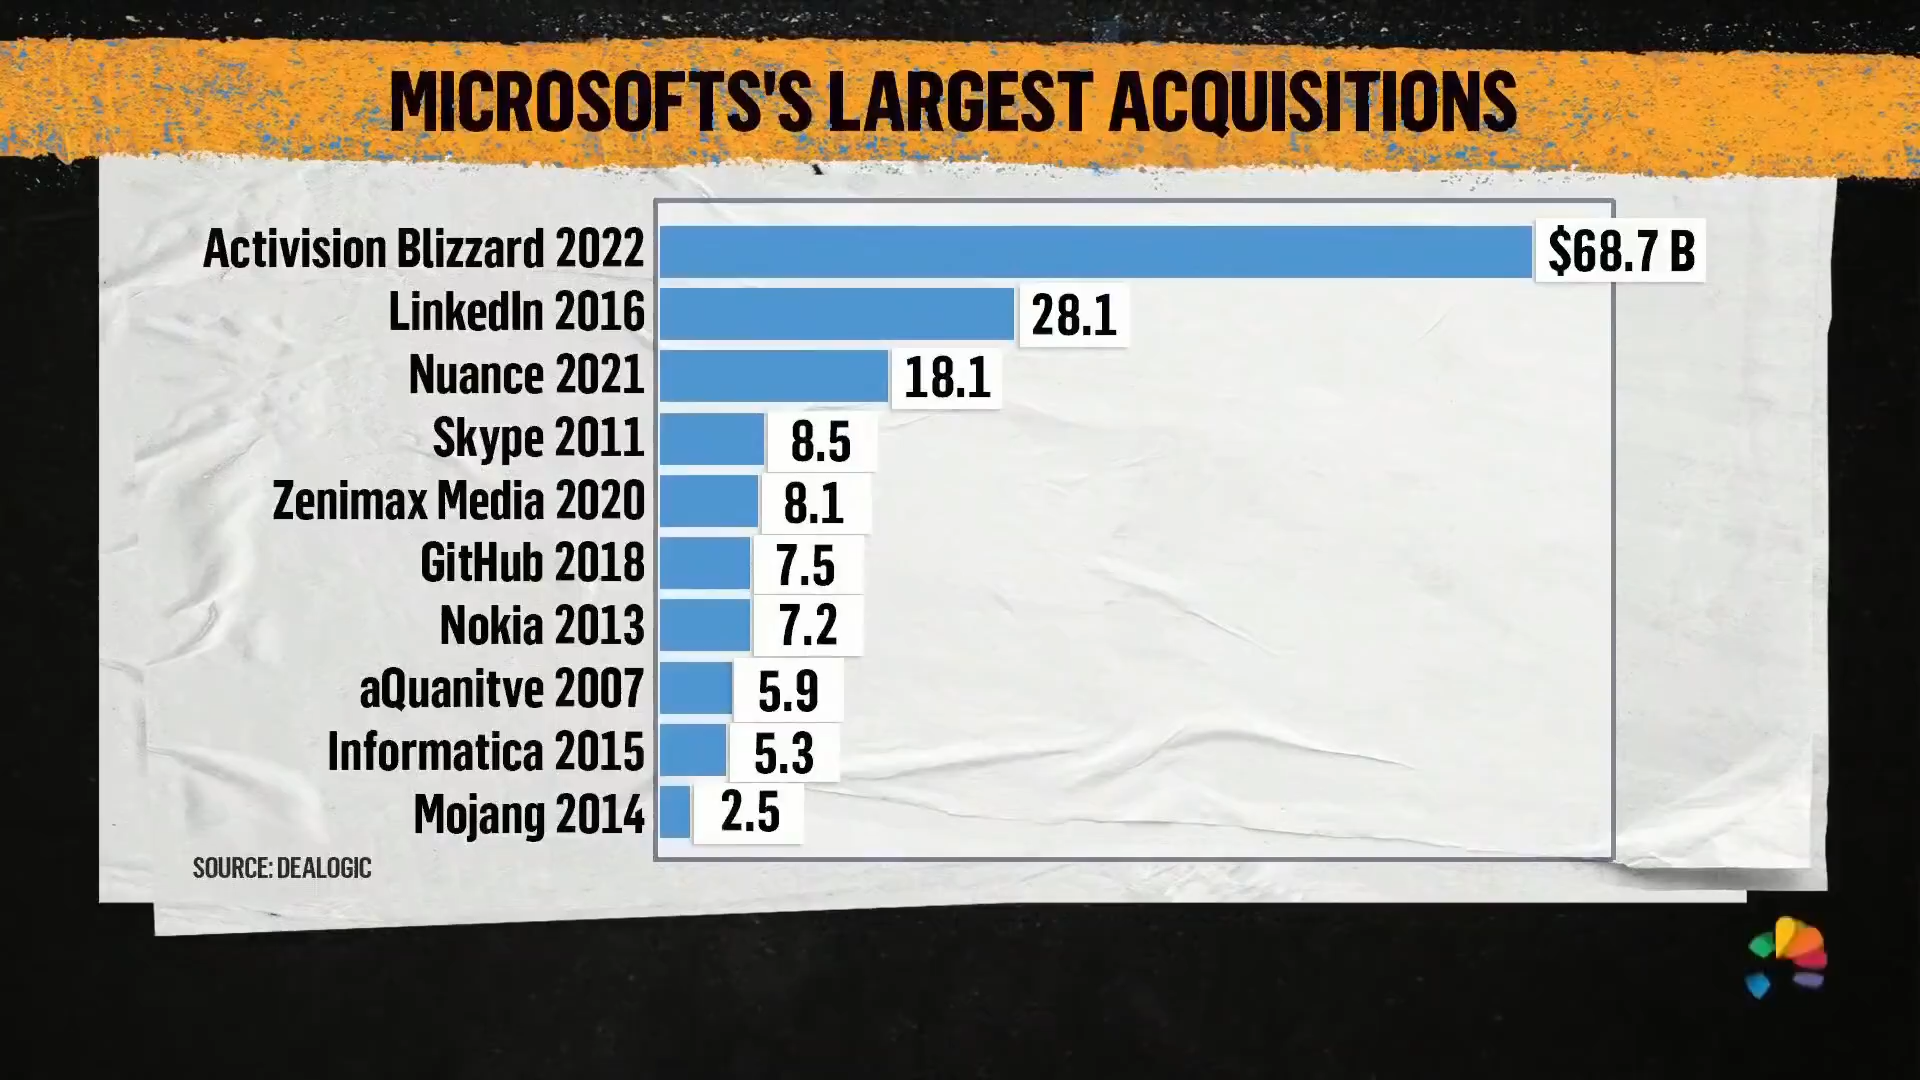 MICROSOFTS'S LARGEST ACQUISITIONS
Activision Blizzard 2022 $68.7 B
LinkedIn 2016 28.1
Nuance 2021 18.1
Skype 2011 8.5
Zenimax Media 2020 8.1
GitHub 2018 7.5
Nokia 2013 7.2
aQuanitve 2007 5.9
Informatica 2015 5.3
Mojang 2014 2.5
SOURCE: DEALOGIC